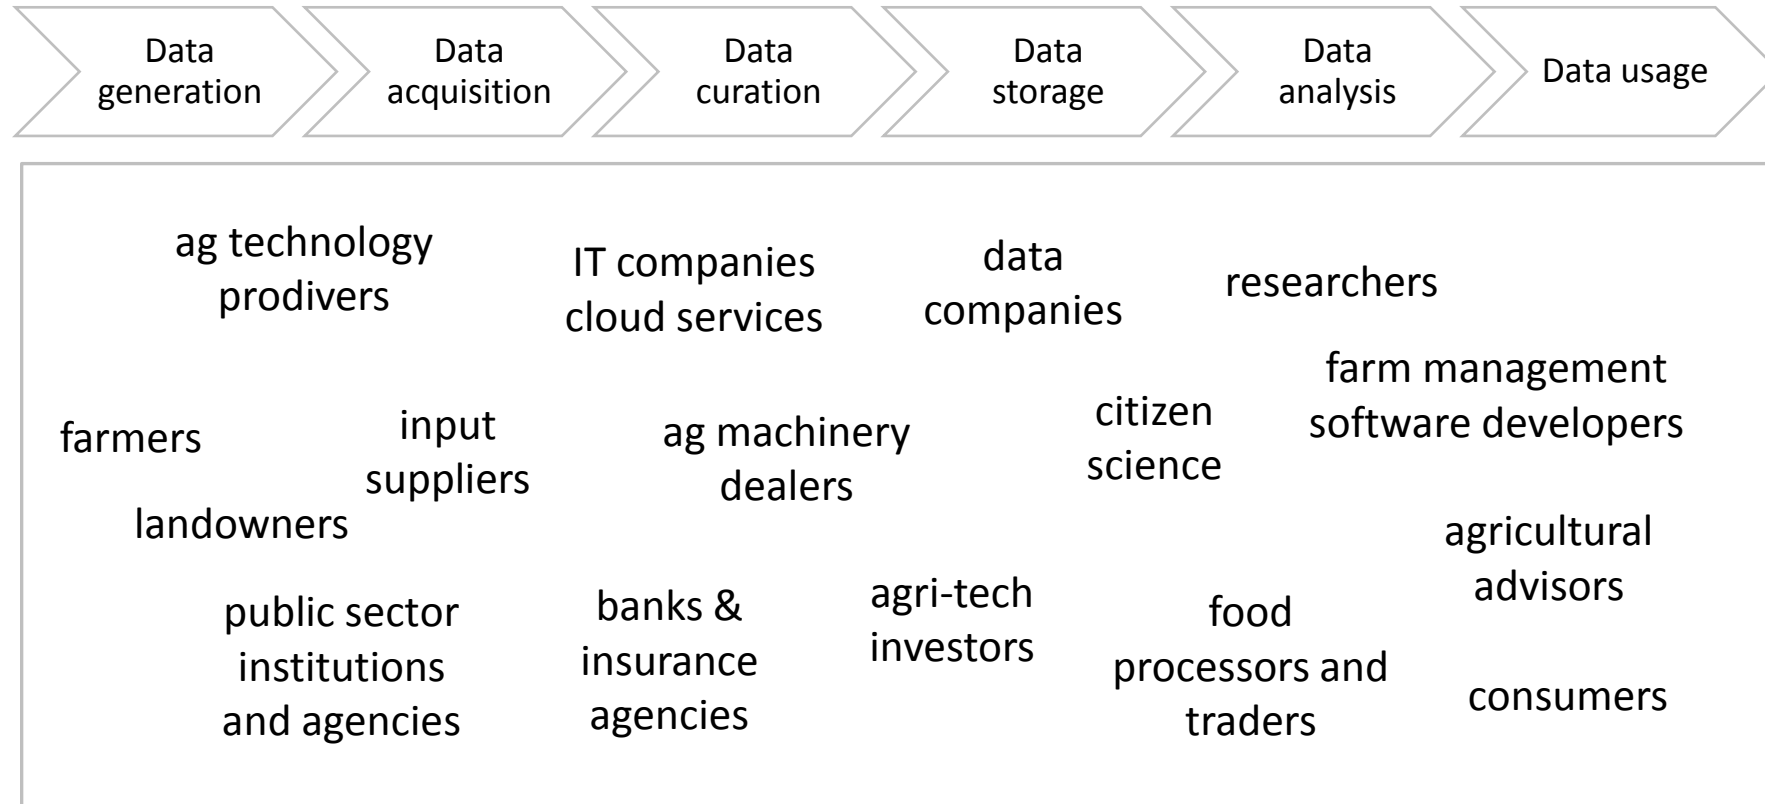 Data
generation
Data
acquisition
Data
curation
Data
storage
Data
analysis
Data usage
ag technology
prodivers
IT companies
cloud services
data
companies
researchers
farm management
software developers
farmers
input
suppliers
ag machinery
dealers
citizen
science
landowners
agricultural
advisors
public sector
institutions
and agencies
banks &
insurance
agencies
agri-tech
investors
food
processors and
traders
consumers